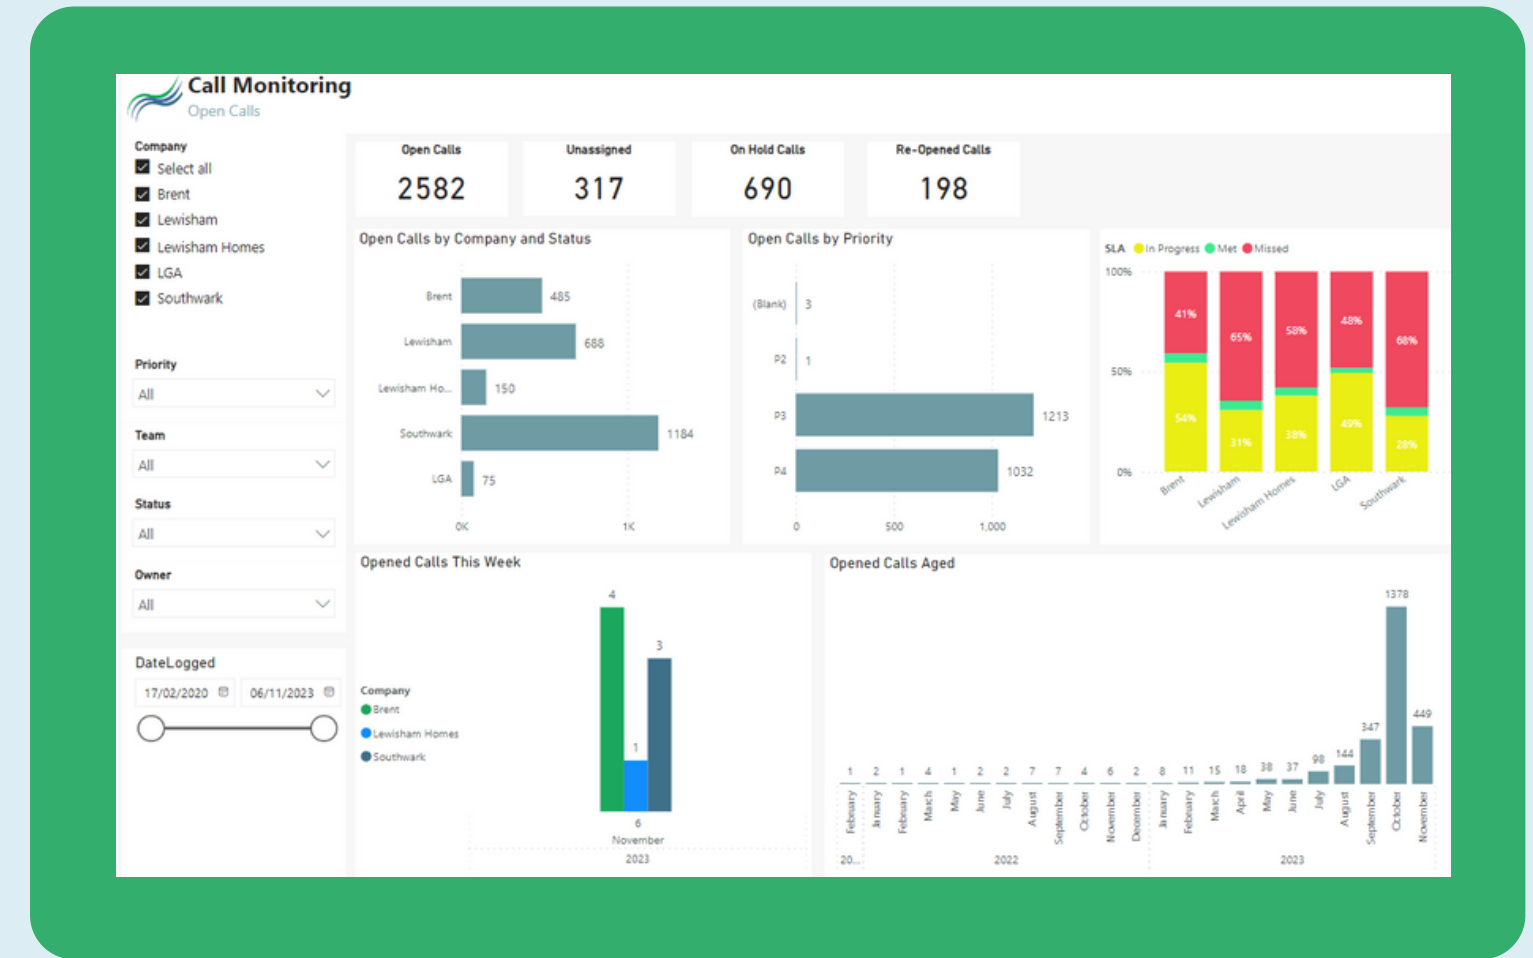 Call Monitoring
Open Calls
Company
Select all
Brent
Lewisham
Lewisham Homes
LGA
Southwark
Priority
All
Team
All
Status
All
Owner
All
DateLogged
17/02/2020 06/11/2023
Open Calls
2582
Unassigned
317
On Hold Calls
690
Re-Opened Calls
198
Open Calls by Company and Status
Brent 485
Lewisham 688
Lewisham Ho... 150
Southwark 1184
LGA 75
0K 1K
Open Calls by Priority
(Blank) 3
P2 1
P3 1213
P4 1032
0 500 1,000
SLA In Progress Met Missed
100%
50%
0%
41% 65% 58% 48% 68%
54% 31% 38% 49% 28%
Brent Lewisham Lewisham Homes LGA Southwark
Opened Calls This Week
Company
Brent
Lewisham Homes
Southwark
4 1 3
6
November
2023
Opened Calls Aged
1 2 1 4 1 2 2 7 7 4 6 2 8 11 15 18 38 37 98 144 347 1378 449
February January February March May June July August September October November December January February March April May June July August September October November
20... 2022 2023